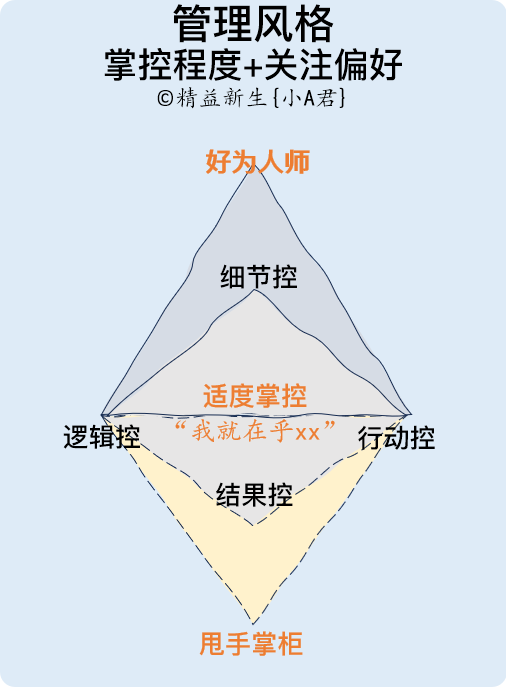 管理风格
掌控程度+关注偏好
©精益新生{小A君}
好为人师
细节控
适度掌控
“我就在乎xx”
逻辑控
行动控
结果控
甩手掌柜